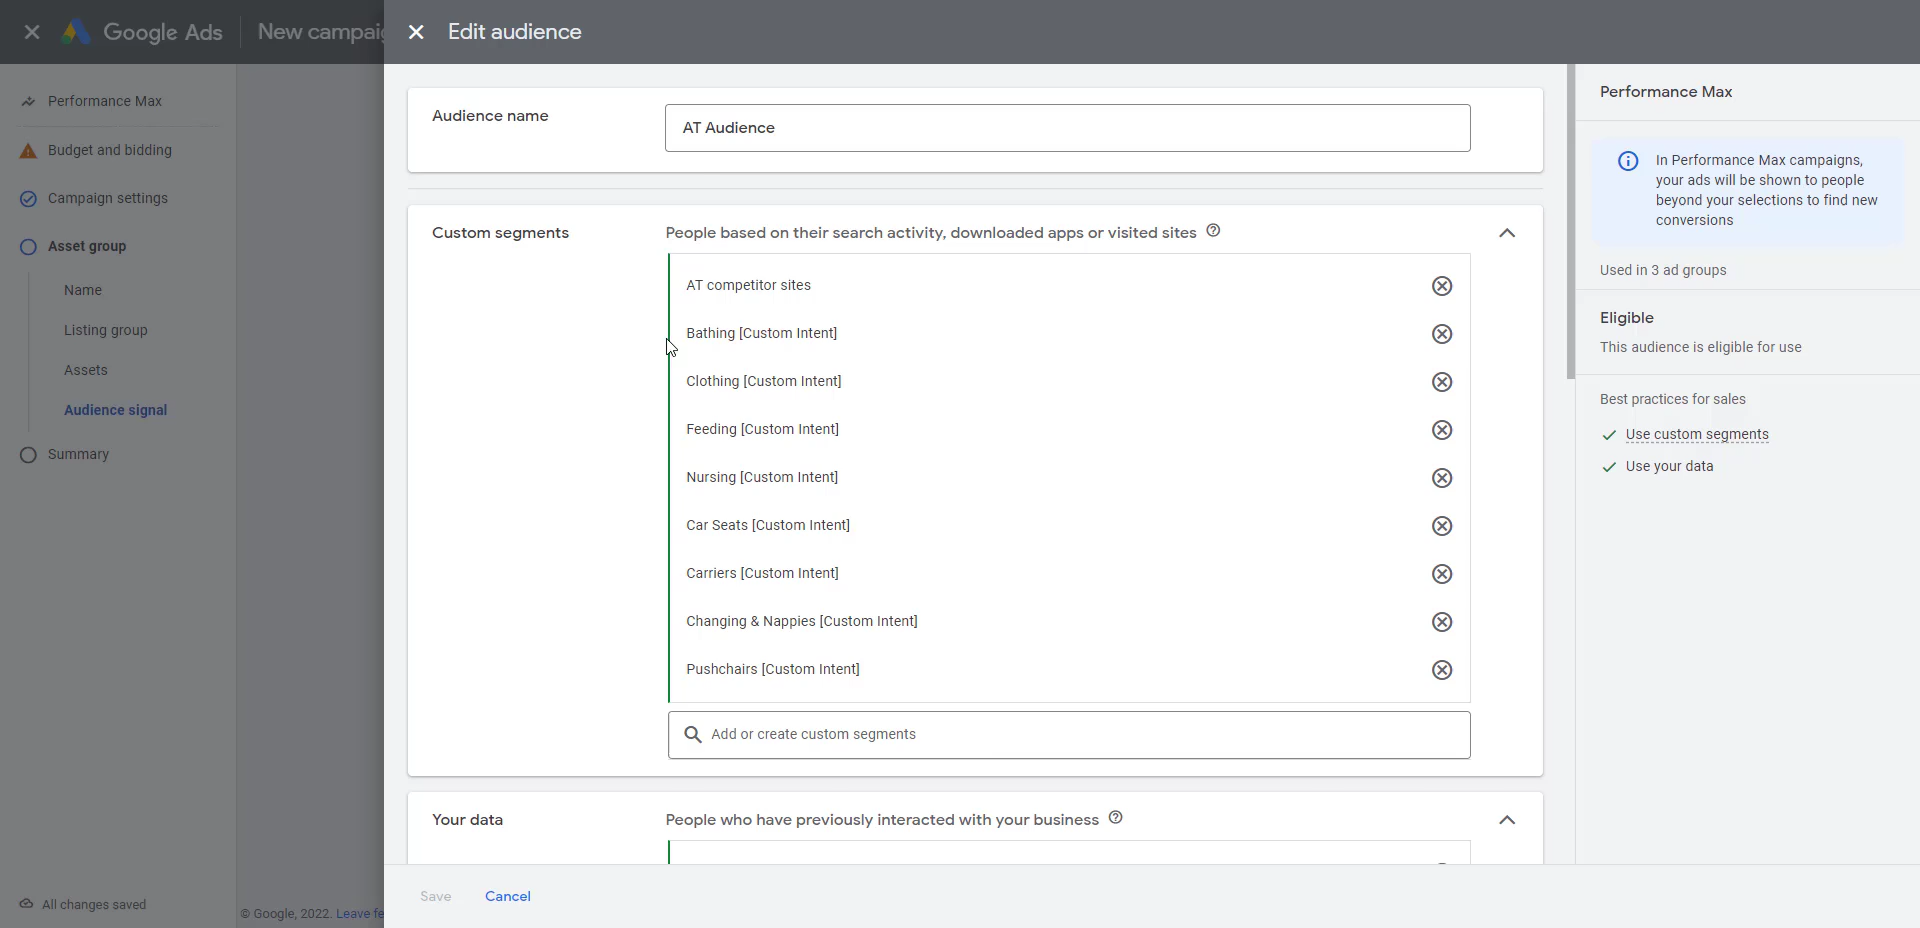 Google Ads
New campaig
Edit audience
Performance Max
Budget and bidding
Campaign settings
Asset group
Name
Listing group
Assets
Audience signal
Summary
All changes saved
© Google, 2022. Leave fe
Audience name
AT Audience
Custom segments
People based on their search activity, downloaded apps or visited sites
AT competitor sites
Bathing [Custom Intent]
Clothing [Custom Intent]
Feeding [Custom Intent]
Nursing [Custom Intent]
Car Seats [Custom Intent]
Carriers [Custom Intent]
Changing & Nappies [Custom Intent]
Pushchairs [Custom Intent]
Add or create custom segments
Your data
People who have previously interacted with your business
Save
Cancel
Performance Max
In Performance Max campaigns,
your ads will be shown to people
beyond your selections to find new
conversions
Used in 3 ad groups
Eligible
This audience is eligible for use
Best practices for sales
Use custom segments
Use your data